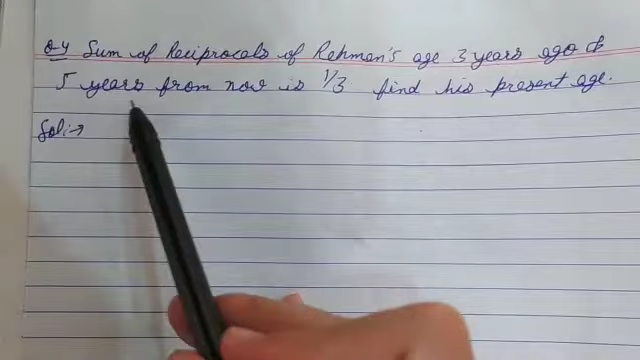 Q-4 Sum of Reciprocals of Rehman's age 3 years ago &
5 years from now is 1/3 find his present age.
Sol:→